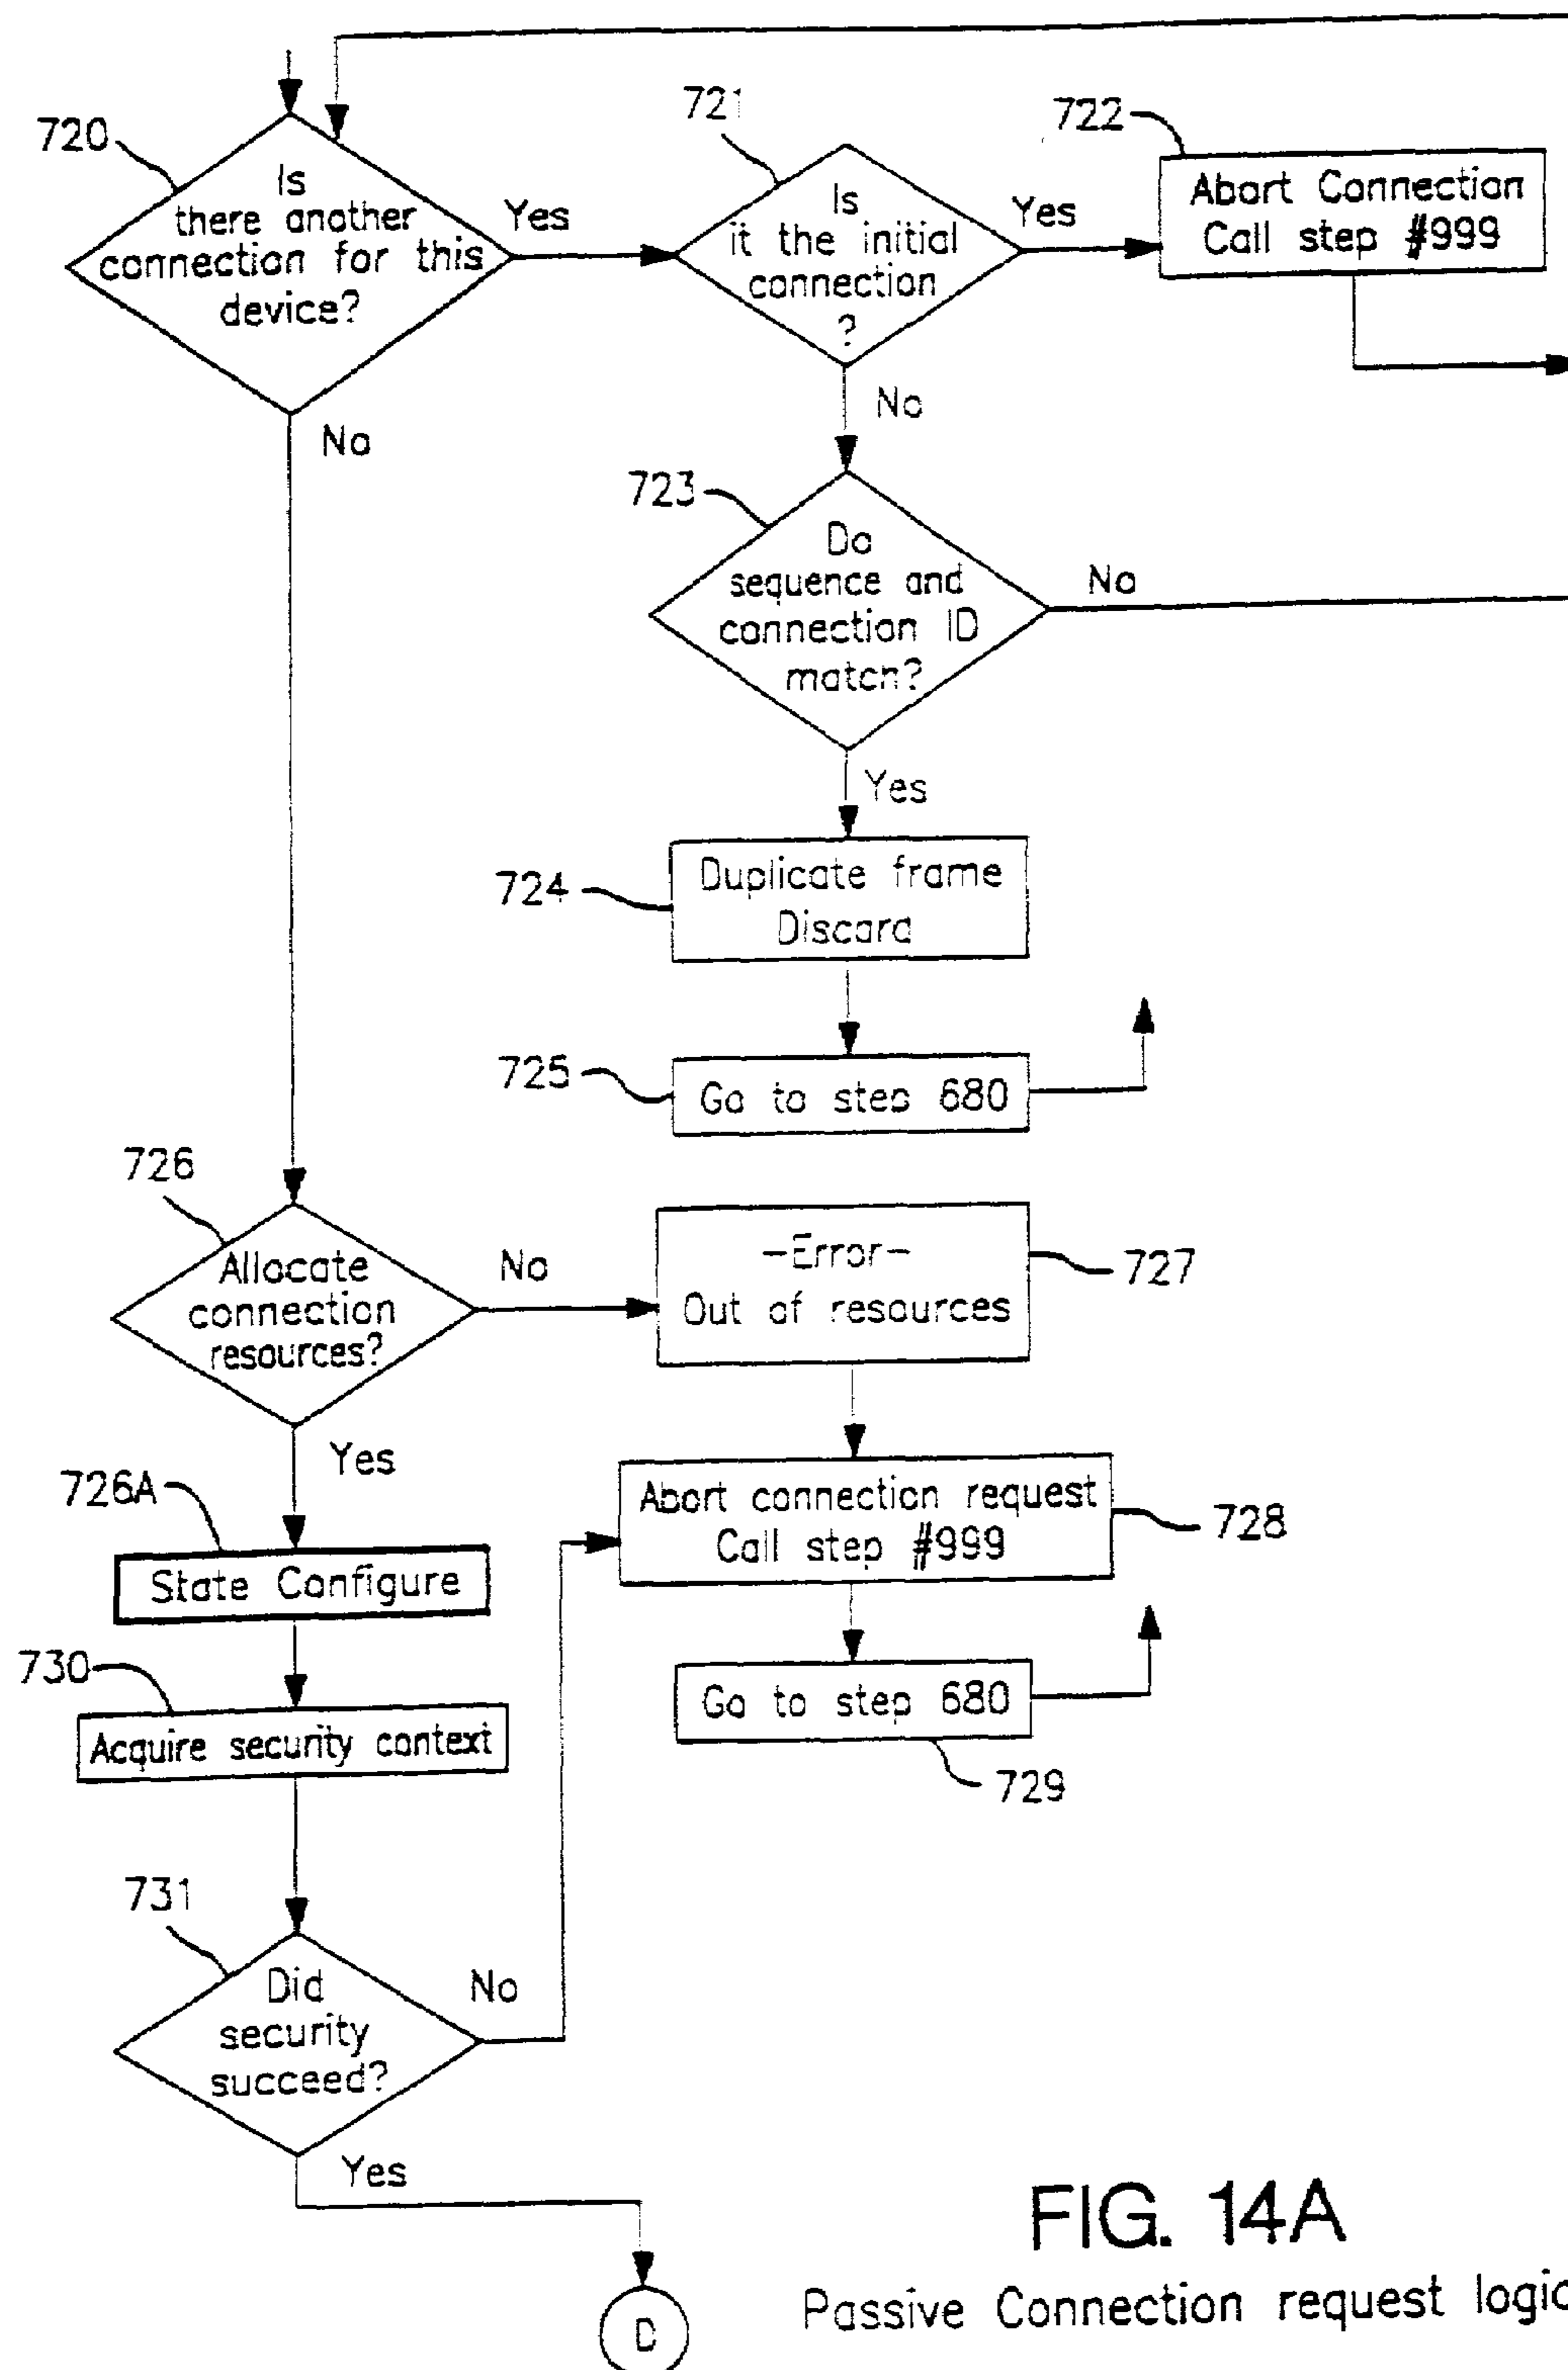 720
Is
there another
connection for this
device?
Yes
No
721
Is
it the initial
connection
?
Yes
No
722
Abort Connection
Call step #999
723
Do
sequence and
connection ID
match?
No
Yes
724
Duplicate frame
Discard
725
Go to step 680
726
Allocate
connection
resources?
No
Yes
-Error-
Out of resources
727
726A
State Configure
Abort connection request
Call step #999
728
730
Acquire security context
Go to step 680
729
731
Did
security
succeed?
No
Yes
D
FIG. 14A
Passive Connection request logic